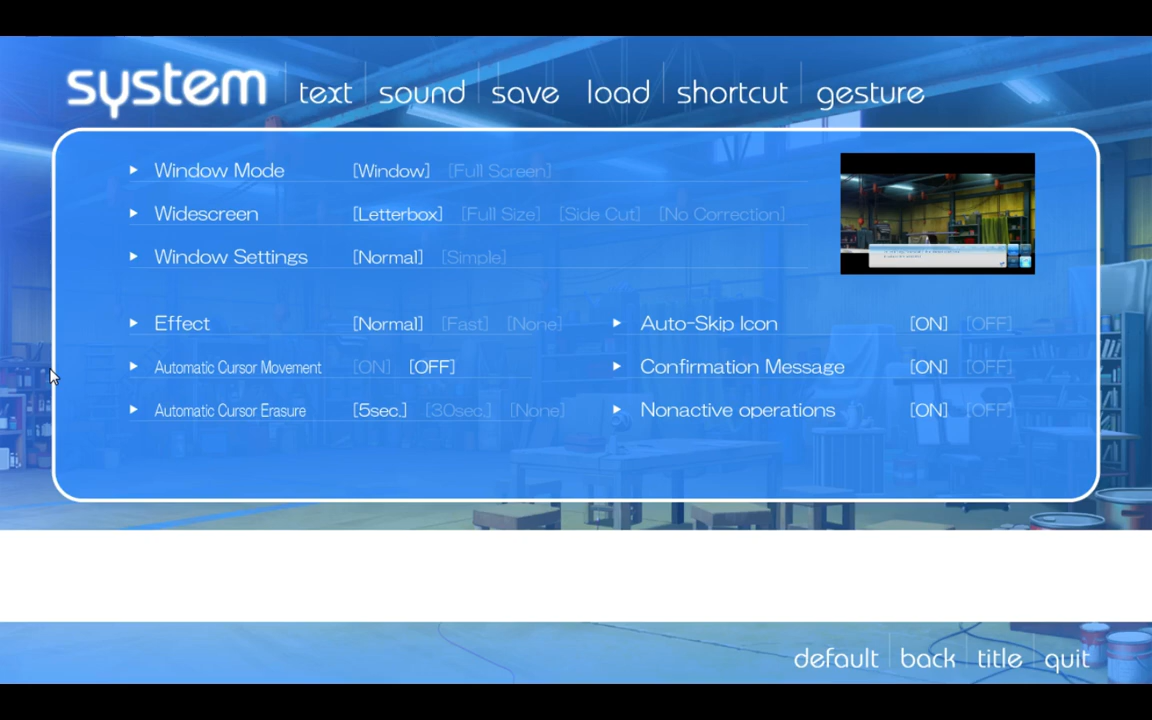 system text sound save load shortcut gesture
Window Mode [Window] [Full Screen]
Widescreen [Letterbox] [Full Size] [Side Cut] [No Correction]
Window Settings [Normal] [Simple]
Effect [Normal] [Fast] [None] Auto-Skip Icon [ON] [OFF]
Automatic Cursor Movement [ON] [OFF] Confirmation Message [ON] [OFF]
Automatic Cursor Erasure [5sec.] [30sec.] [None] Nonactive operations [ON] [OFF]
default back title quit